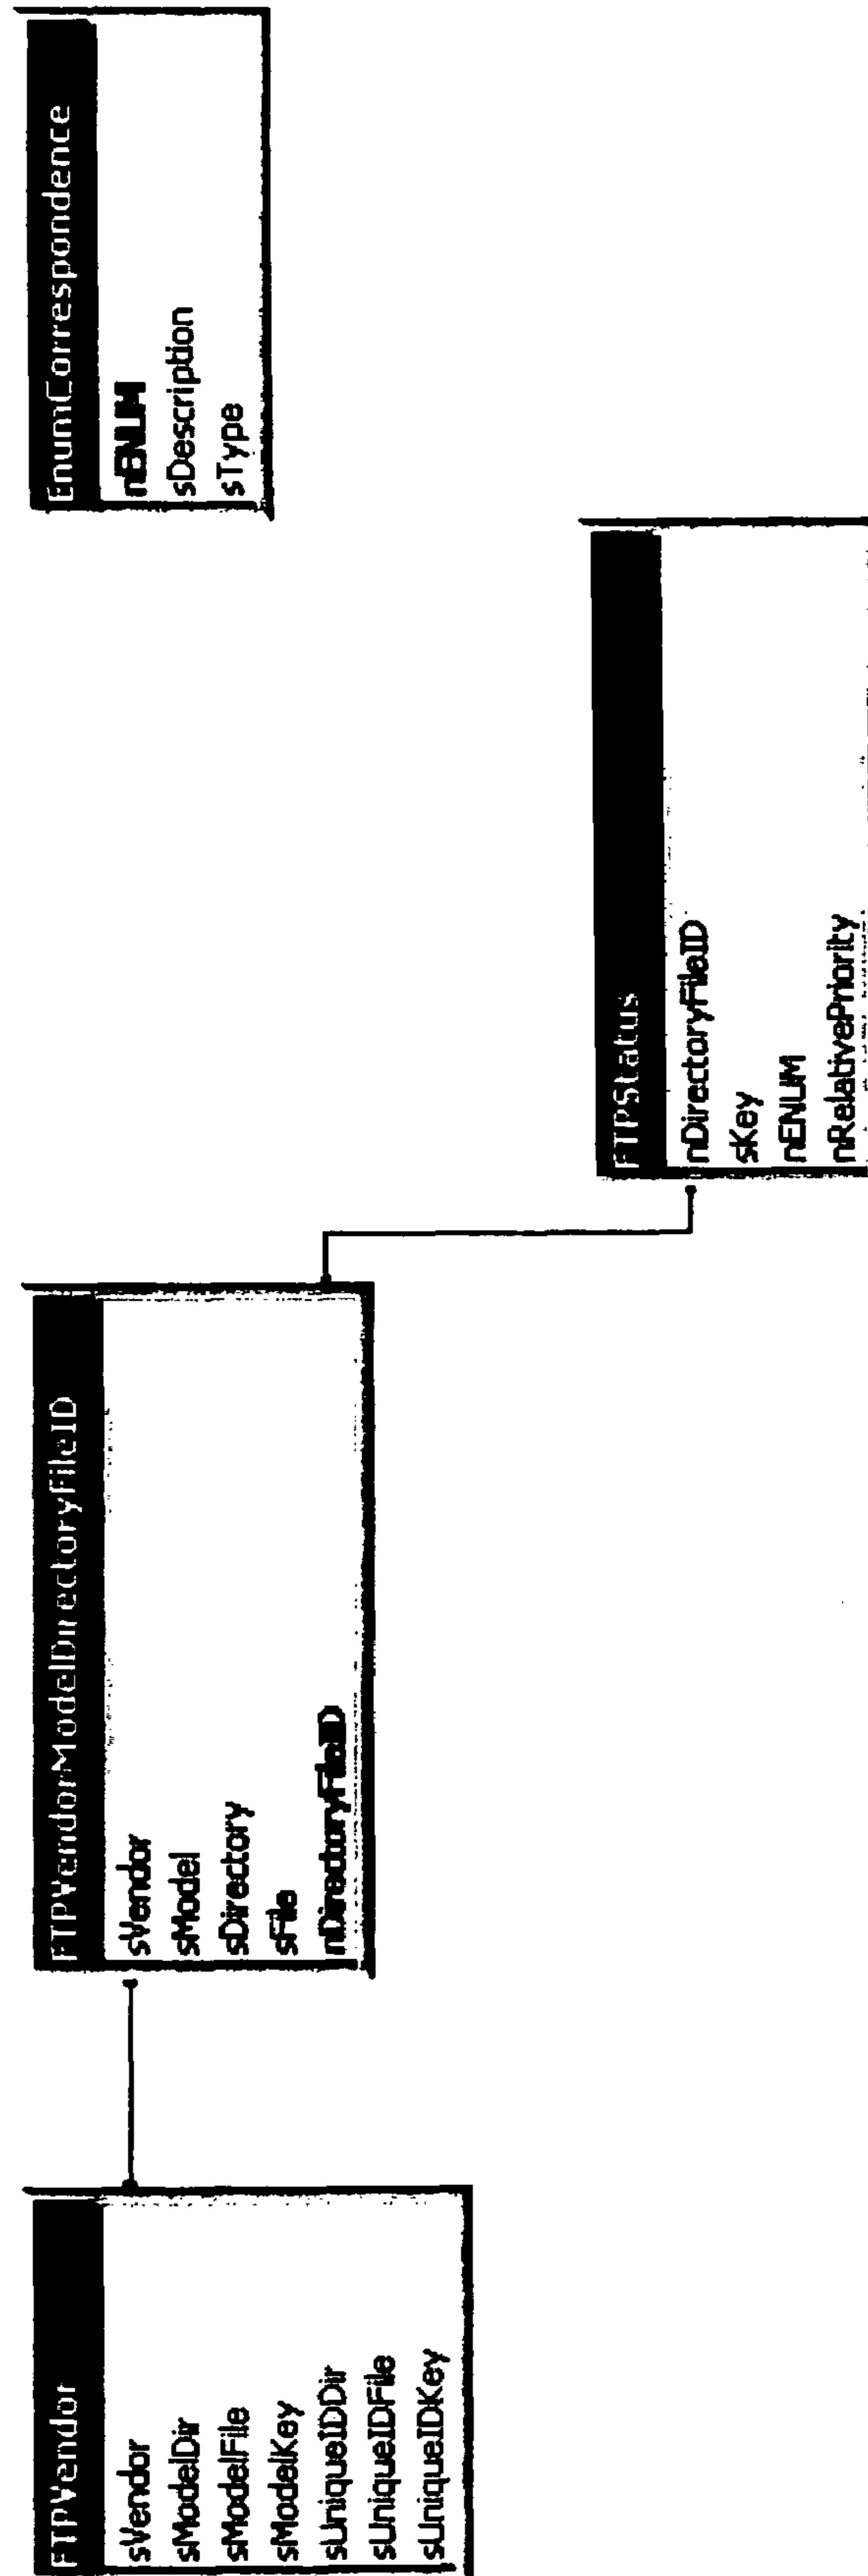 FTPVendor
sVendor
sModelDir
sModelFile
sModelKey
sUniqueIDDir
sUniqueIDFile
sUniqueIDKey
FTPVendorModelDirectoryFileID
sVendor
sModel
sDirectory
sFile
nDirectoryFileID
FTPStatus
nDirectoryFileID
sKey
nENUM
nRelativePriority
EnumCorrespondence
nENUM
sDescription
sType